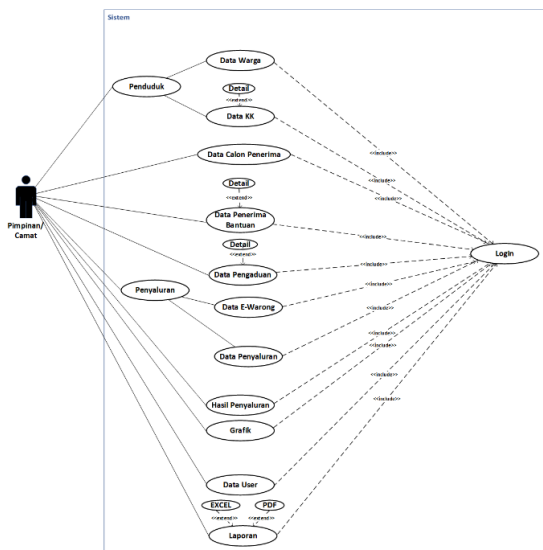 Sistem
Data Warga
Penduduk
Detail
<<extend>>
Data KK
<<include>>
Data Calon Penerima
<<include>>
<<include>>
Detail
<<extend>>
Pimpinan/
Camat
Data Penerima
Bantuan
<<include>>
Detail
<<extend>>
Login
Data Pengaduan
<<include>>
Penyaluran
<<include>>
Data E-Warong
<<include>>
<<include>>
<<include>>
Data Penyaluran
<<include>>
<<include>>
Hasil Penyaluran
Grafik
Data User
EXCEL
PDF
<<extend>>
<<extend>>
Laporan